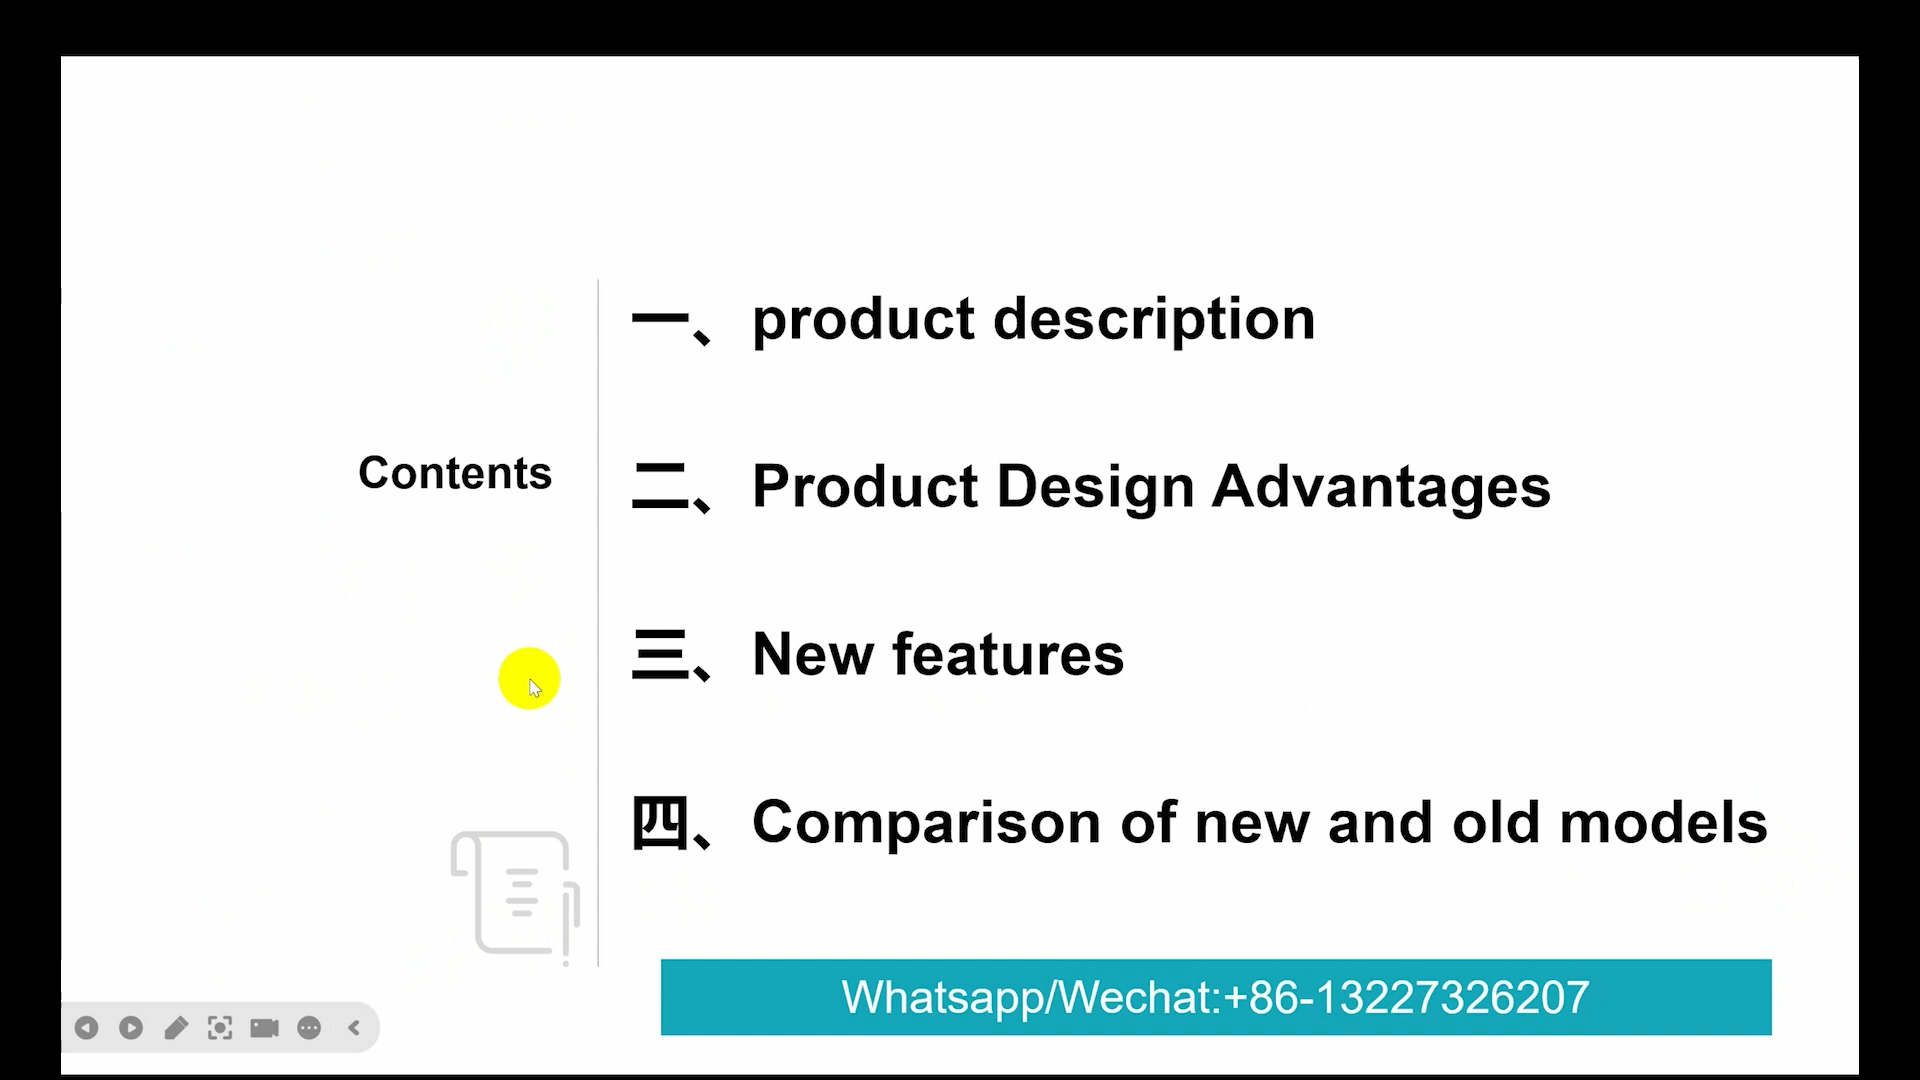 Contents
一、 product description
二、 Product Design Advantages
三、 New features
四、 Comparison of new and old models
Whatsapp/Wechat:+86-13227326207